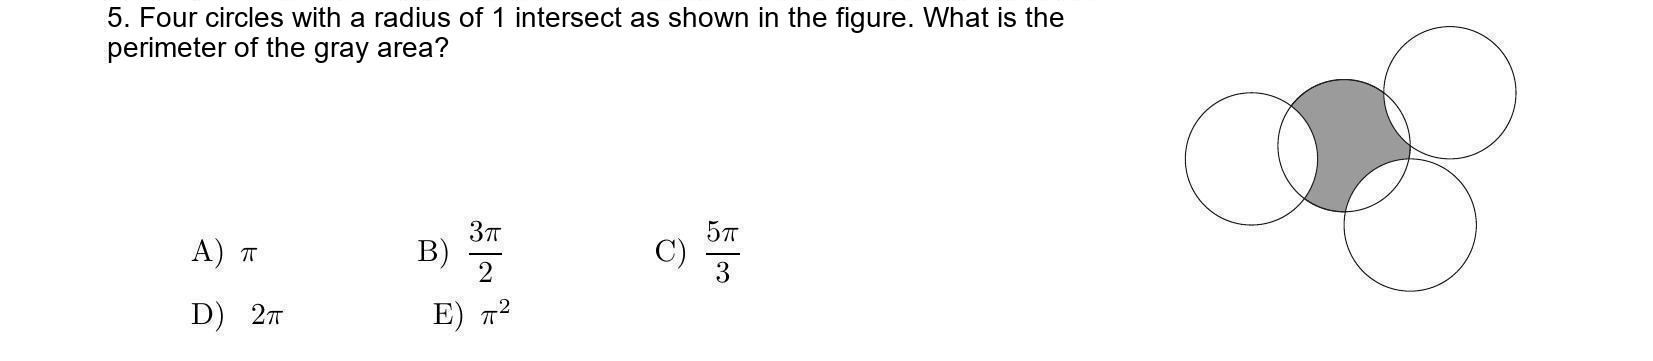 5. Four circles with a radius of 1 intersect as shown in the figure. What is the
perimeter of the gray area?
A) π B) 3π/2 C) 5π/3
D) 2π E) π²